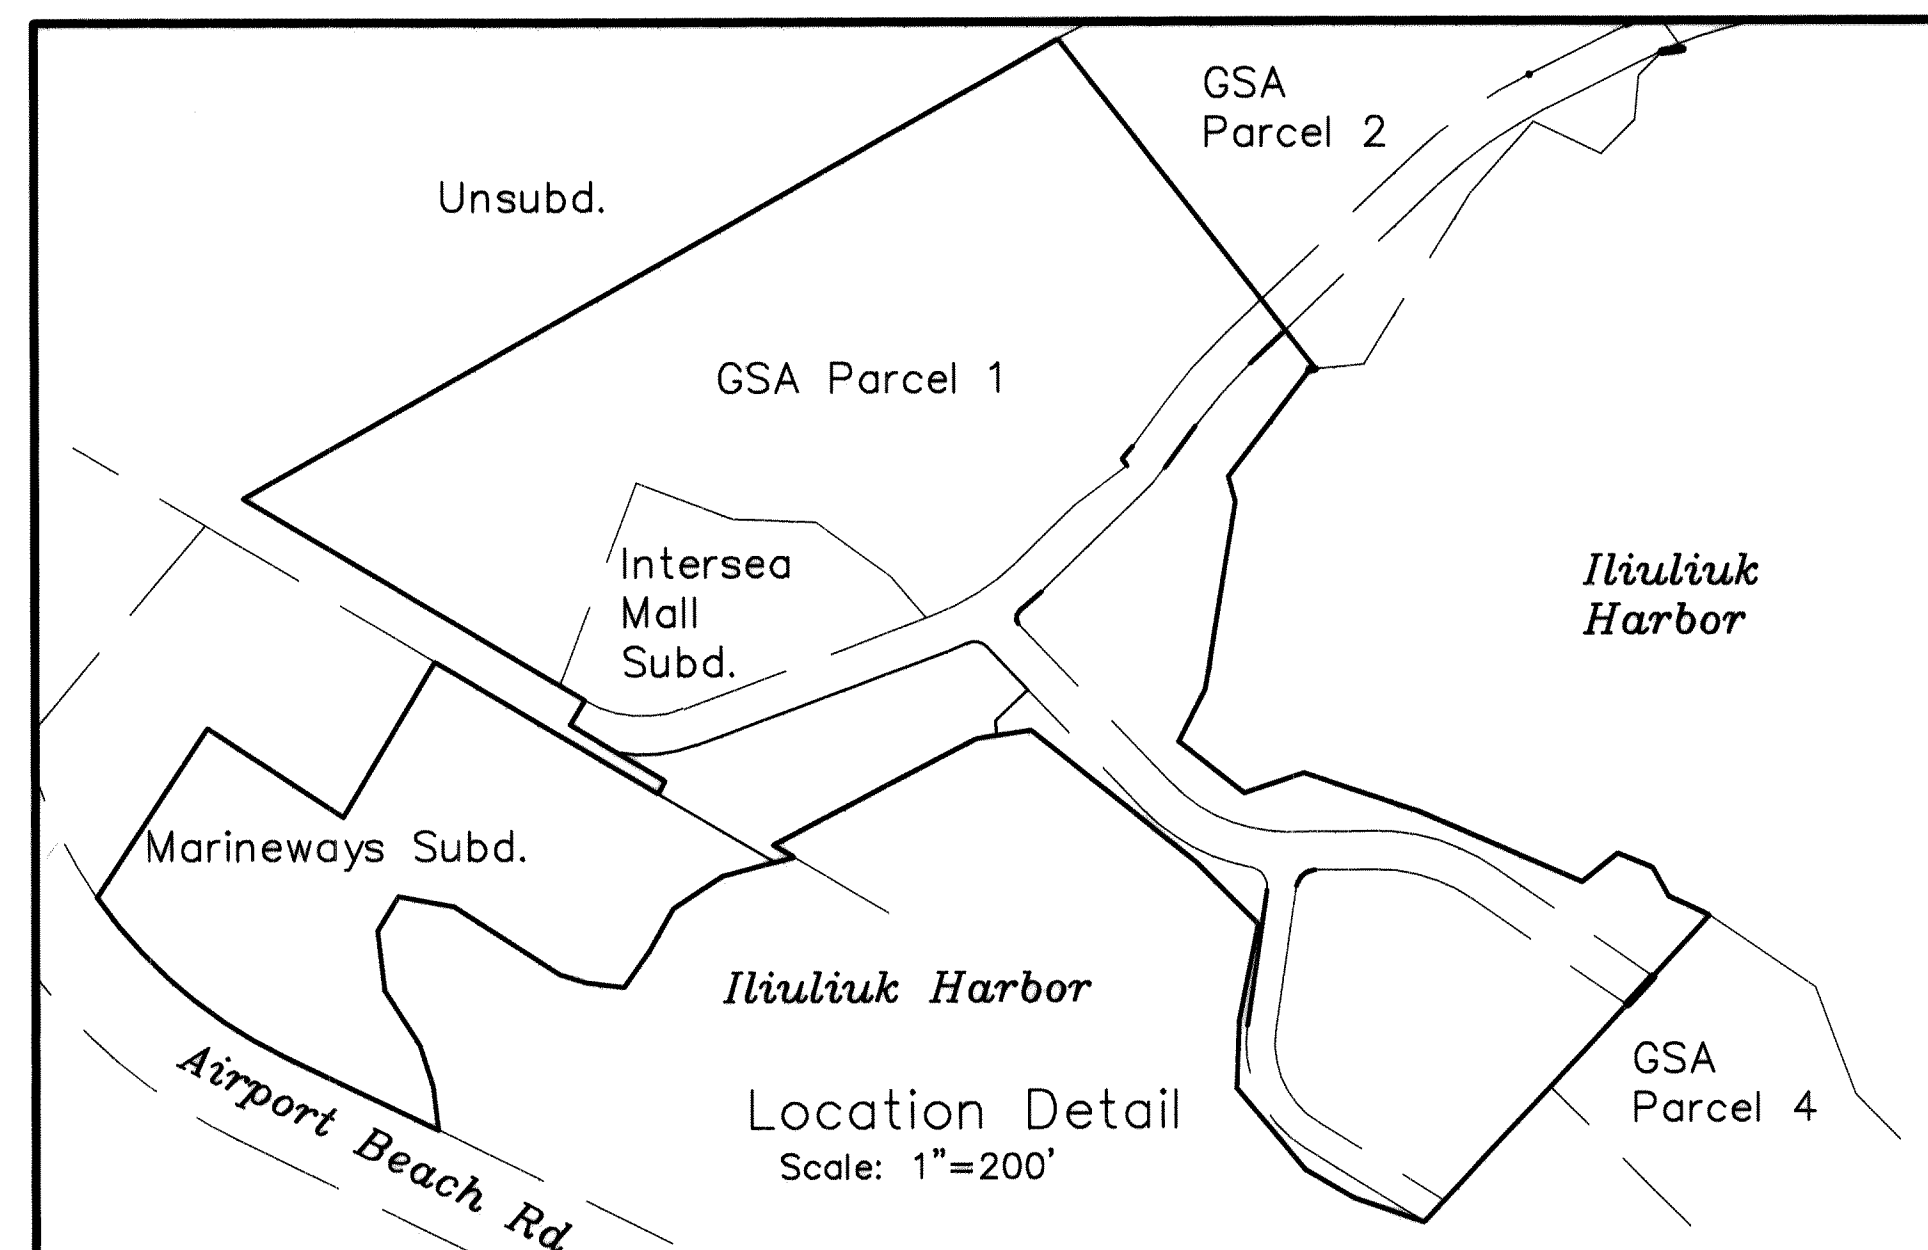 GSA
Parcel 2
Unsubd.
GSA Parcel 1
Intersea
Mall
Subd.
Iliuliuk
Harbor
Marineways Subd.
Iliuliuk Harbor
Airport Beach Rd
GSA
Parcel 4
Location Detail
Scale: 1"=200'